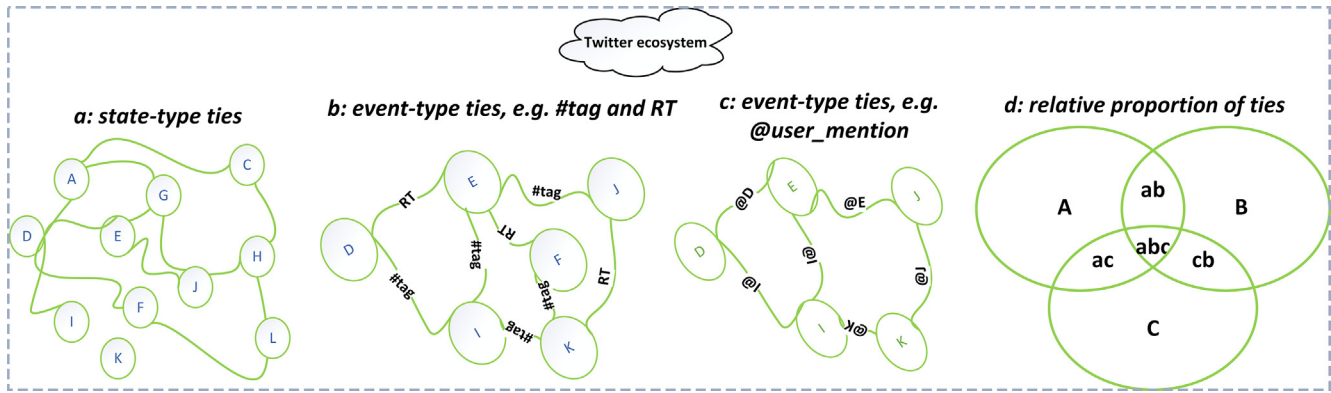 Twitter ecosystem
a: state-type ties
A
C
G
D
E
H
J
F
I
L
K
b: event-type ties, e.g. #tag and RT
E
J
D
F
I
K
RT
#tag
#tag
RT
#tag
#tag
RT
#tag
c: event-type ties, e.g.
@user_mention
E
J
D
I
K
@D
@E
@I
@I
@J
@K
d: relative proportion of ties
A
ab
B
ac
abc
cb
C